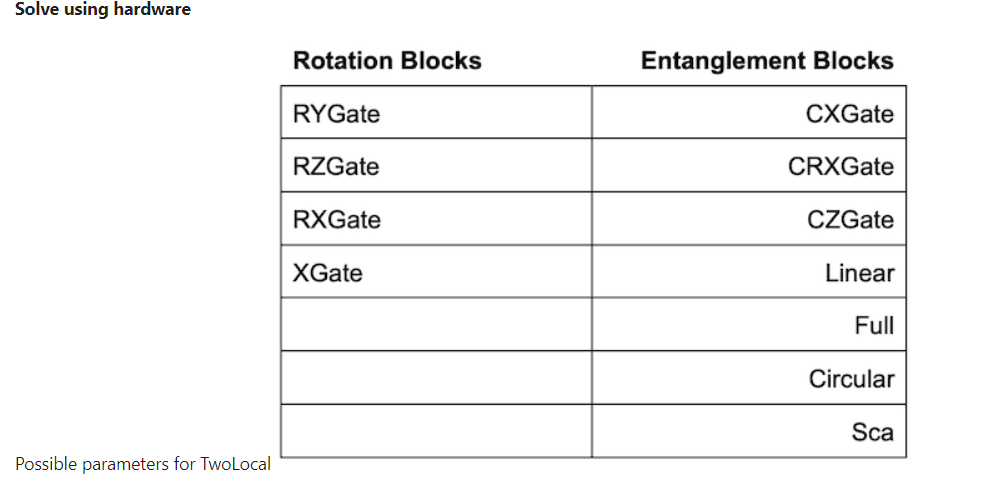 Solve using hardware
Rotation Blocks Entanglement Blocks
RYGate CXGate
RZGate CRXGate
RXGate CZGate
XGate Linear
Full
Circular
Sca
Possible parameters for TwoLocal